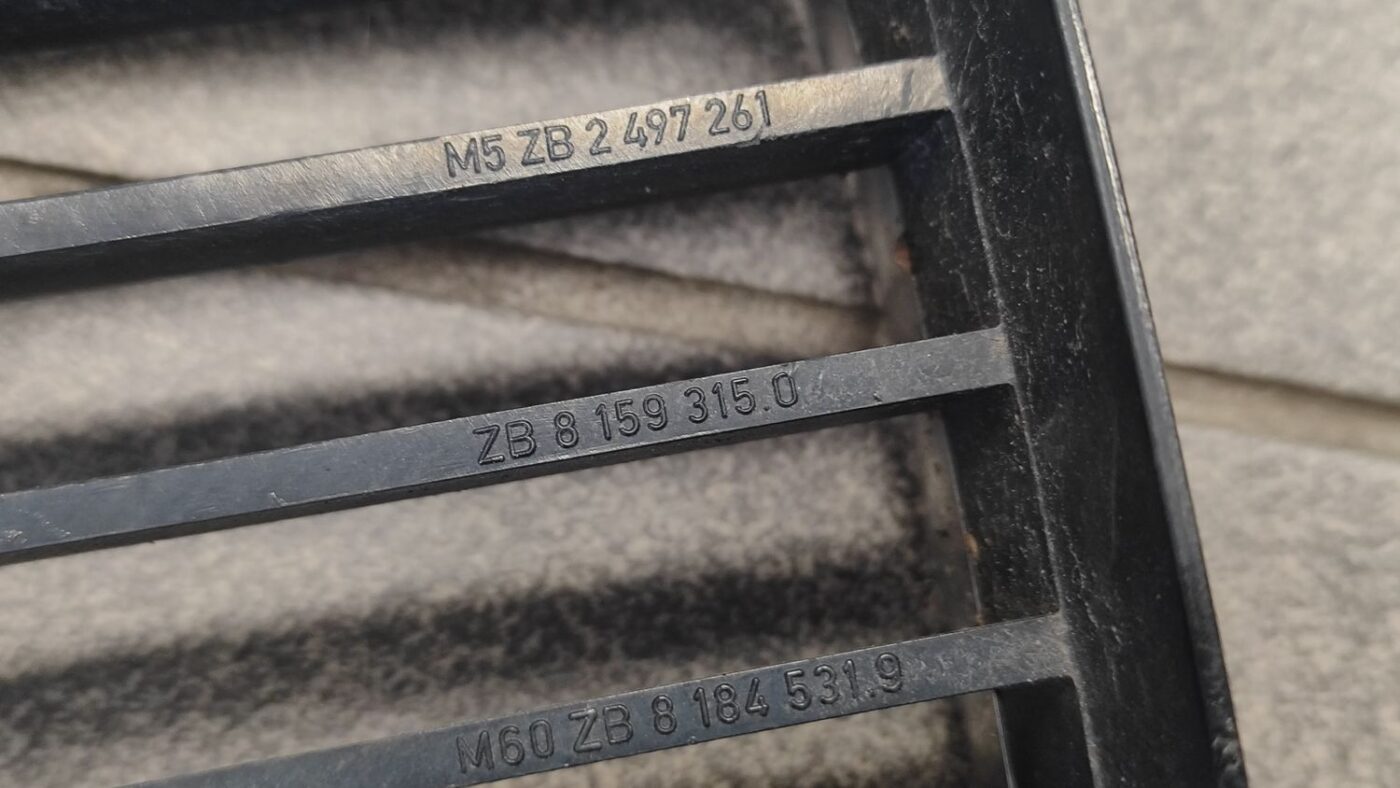 M5 ZB 2 497 261
ZB 8 159 315.0
M60 ZB 8 184 531.9